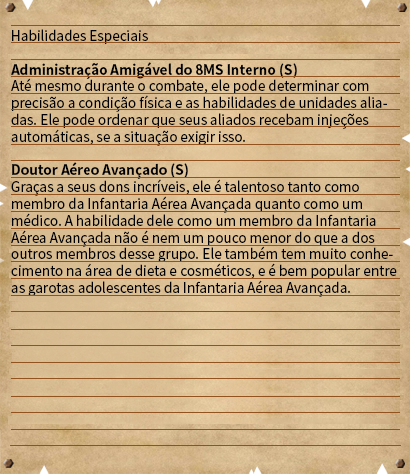 Habilidades Especiais
Administração Amigável do 8MS Interno (S)
Até mesmo durante o combate, ele pode determinar com
precisão a condição física e as habilidades de unidades alia-
das. Ele pode ordenar que seus aliados recebam injeções
automáticas, se a situação exigir isso.
Doutor Aéreo Avançado (S)
Graças a seus dons incríveis, ele é talentoso tanto como
membro da Infantaria Aérea Avançada quanto como um
médico. A habilidade dele como um membro da Infantaria
Aérea Avançada não é nem um pouco menor do que a dos
outros membros desse grupo. Ele também tem muito conhe-
cimento na área de dieta e cosméticos, e é bem popular entre
as garotas adolescentes da Infantaria Aérea Avançada.